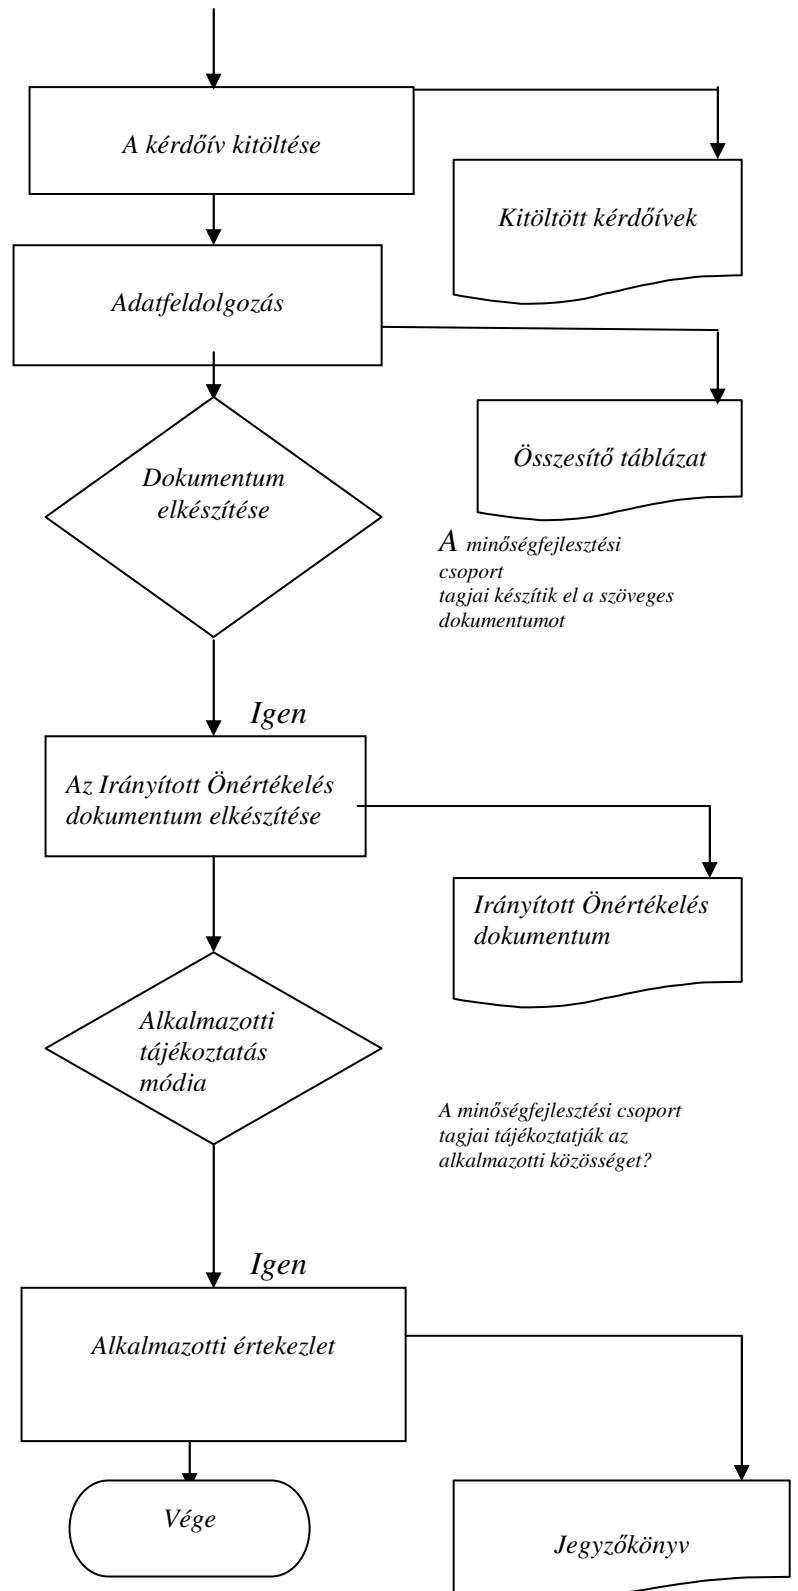 A kérdőív kitöltése
Kitöltött kérdőívek
Adatfeldolgozás
Összesítő táblázat
Dokumentum
elkészítése
A minőségfejlesztési
csoport
tagjai készítik el a szöveges
dokumentumot
Igen
Az Irányított Önértékelés
dokumentum elkészítése
Irányított Önértékelés
dokumentum
Alkalmazotti
tájékoztatás
módia
A minőségfejlesztési csoport
tagjai tájékoztatják az
alkalmazotti közösséget?
Igen
Alkalmazotti értekezlet
Vége
Jegyzőkönyv